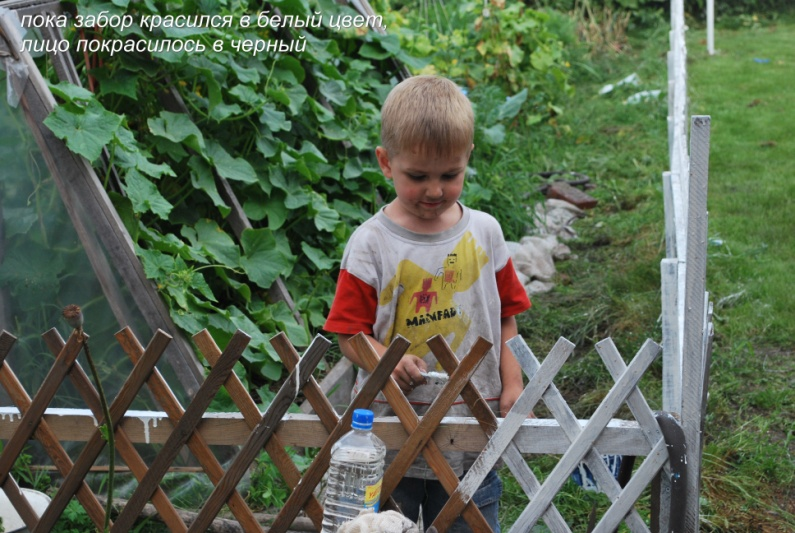 пока забор красился в белый цвет,
лицо покрасилось в черный